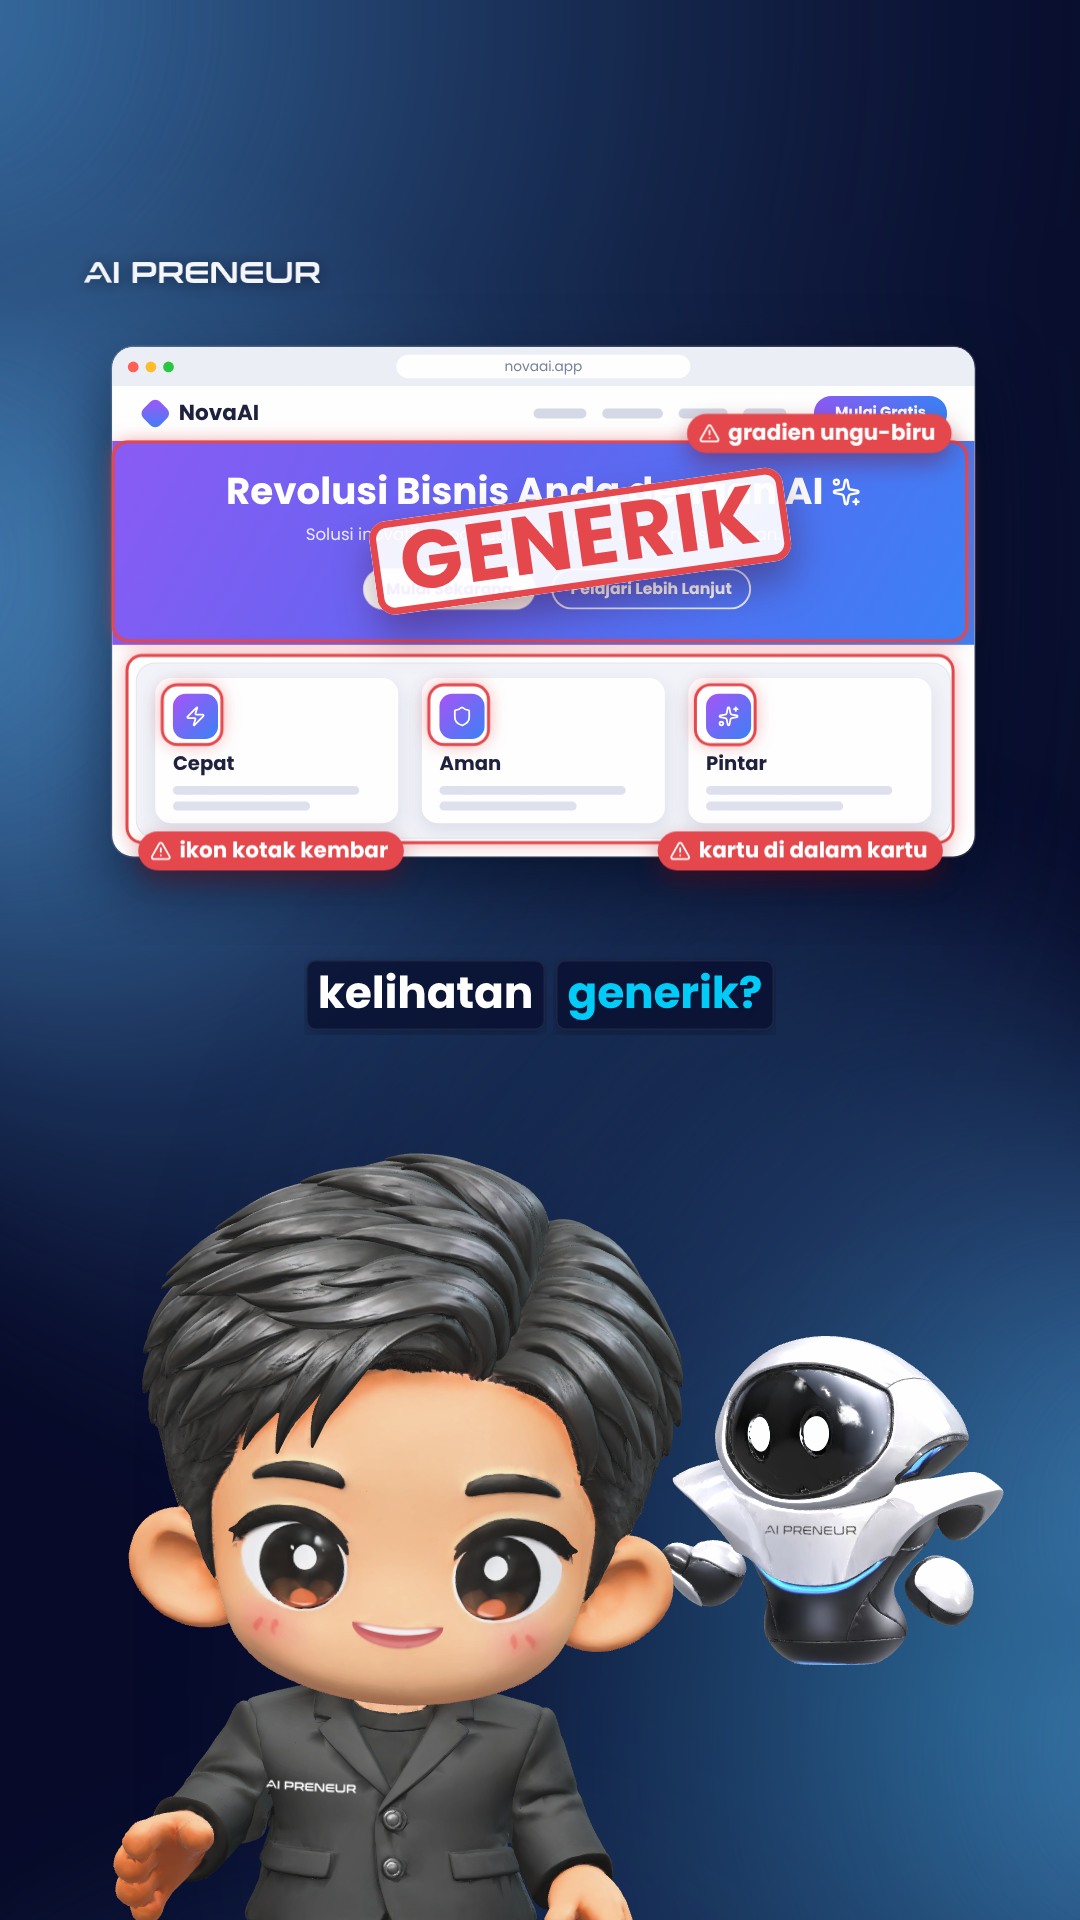 AI PRENEUR
novaai.app
NovaAI
Mulai Gratis
gradien ungu-biru
Revolusi Bisnis Anda AI
GENERIK
Solusi
Pelajari Lebih Lanjut
Cepat
Aman
Pintar
ikon kotak kembar
kartu di dalam kartu
kelihatan generik?
AI PRENEUR
AI PRENEUR